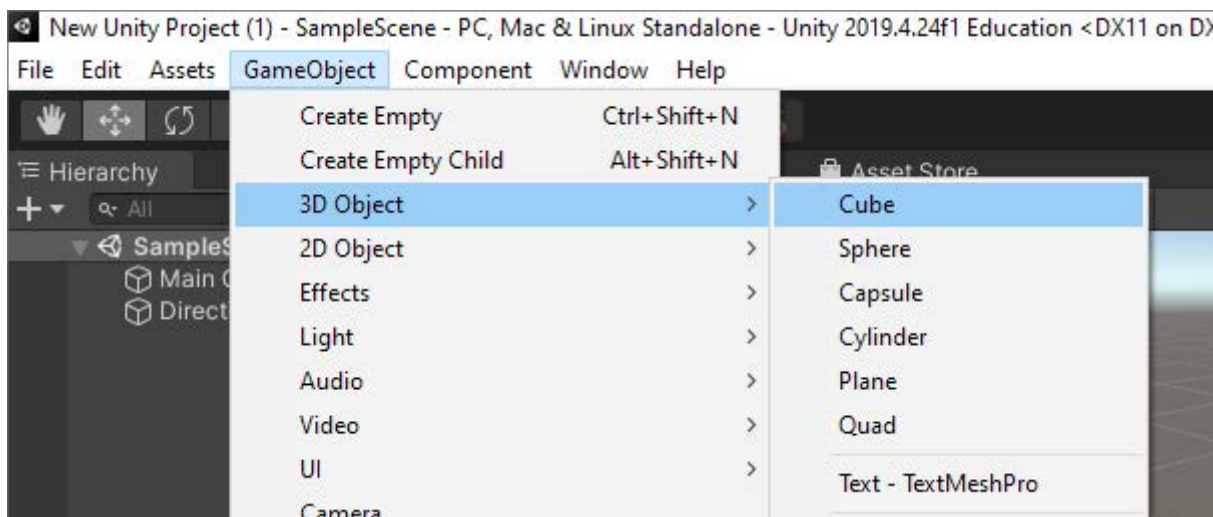 New Unity Project (1) - SampleScene - PC, Mac & Linux Standalone - Unity 2019.4.24f1 Education <DX11 on DX
File Edit Assets GameObject Component Window Help
Create Empty Ctrl+Shift+N
Create Empty Child Alt+Shift+N
Hierarchy
Asset Store
All
3D Object
Cube
SampleS
2D Object
Sphere
Main
Effects
Capsule
Direct
Light
Cylinder
Audio
Plane
Video
Quad
UI
Text - TextMeshPro
Camera